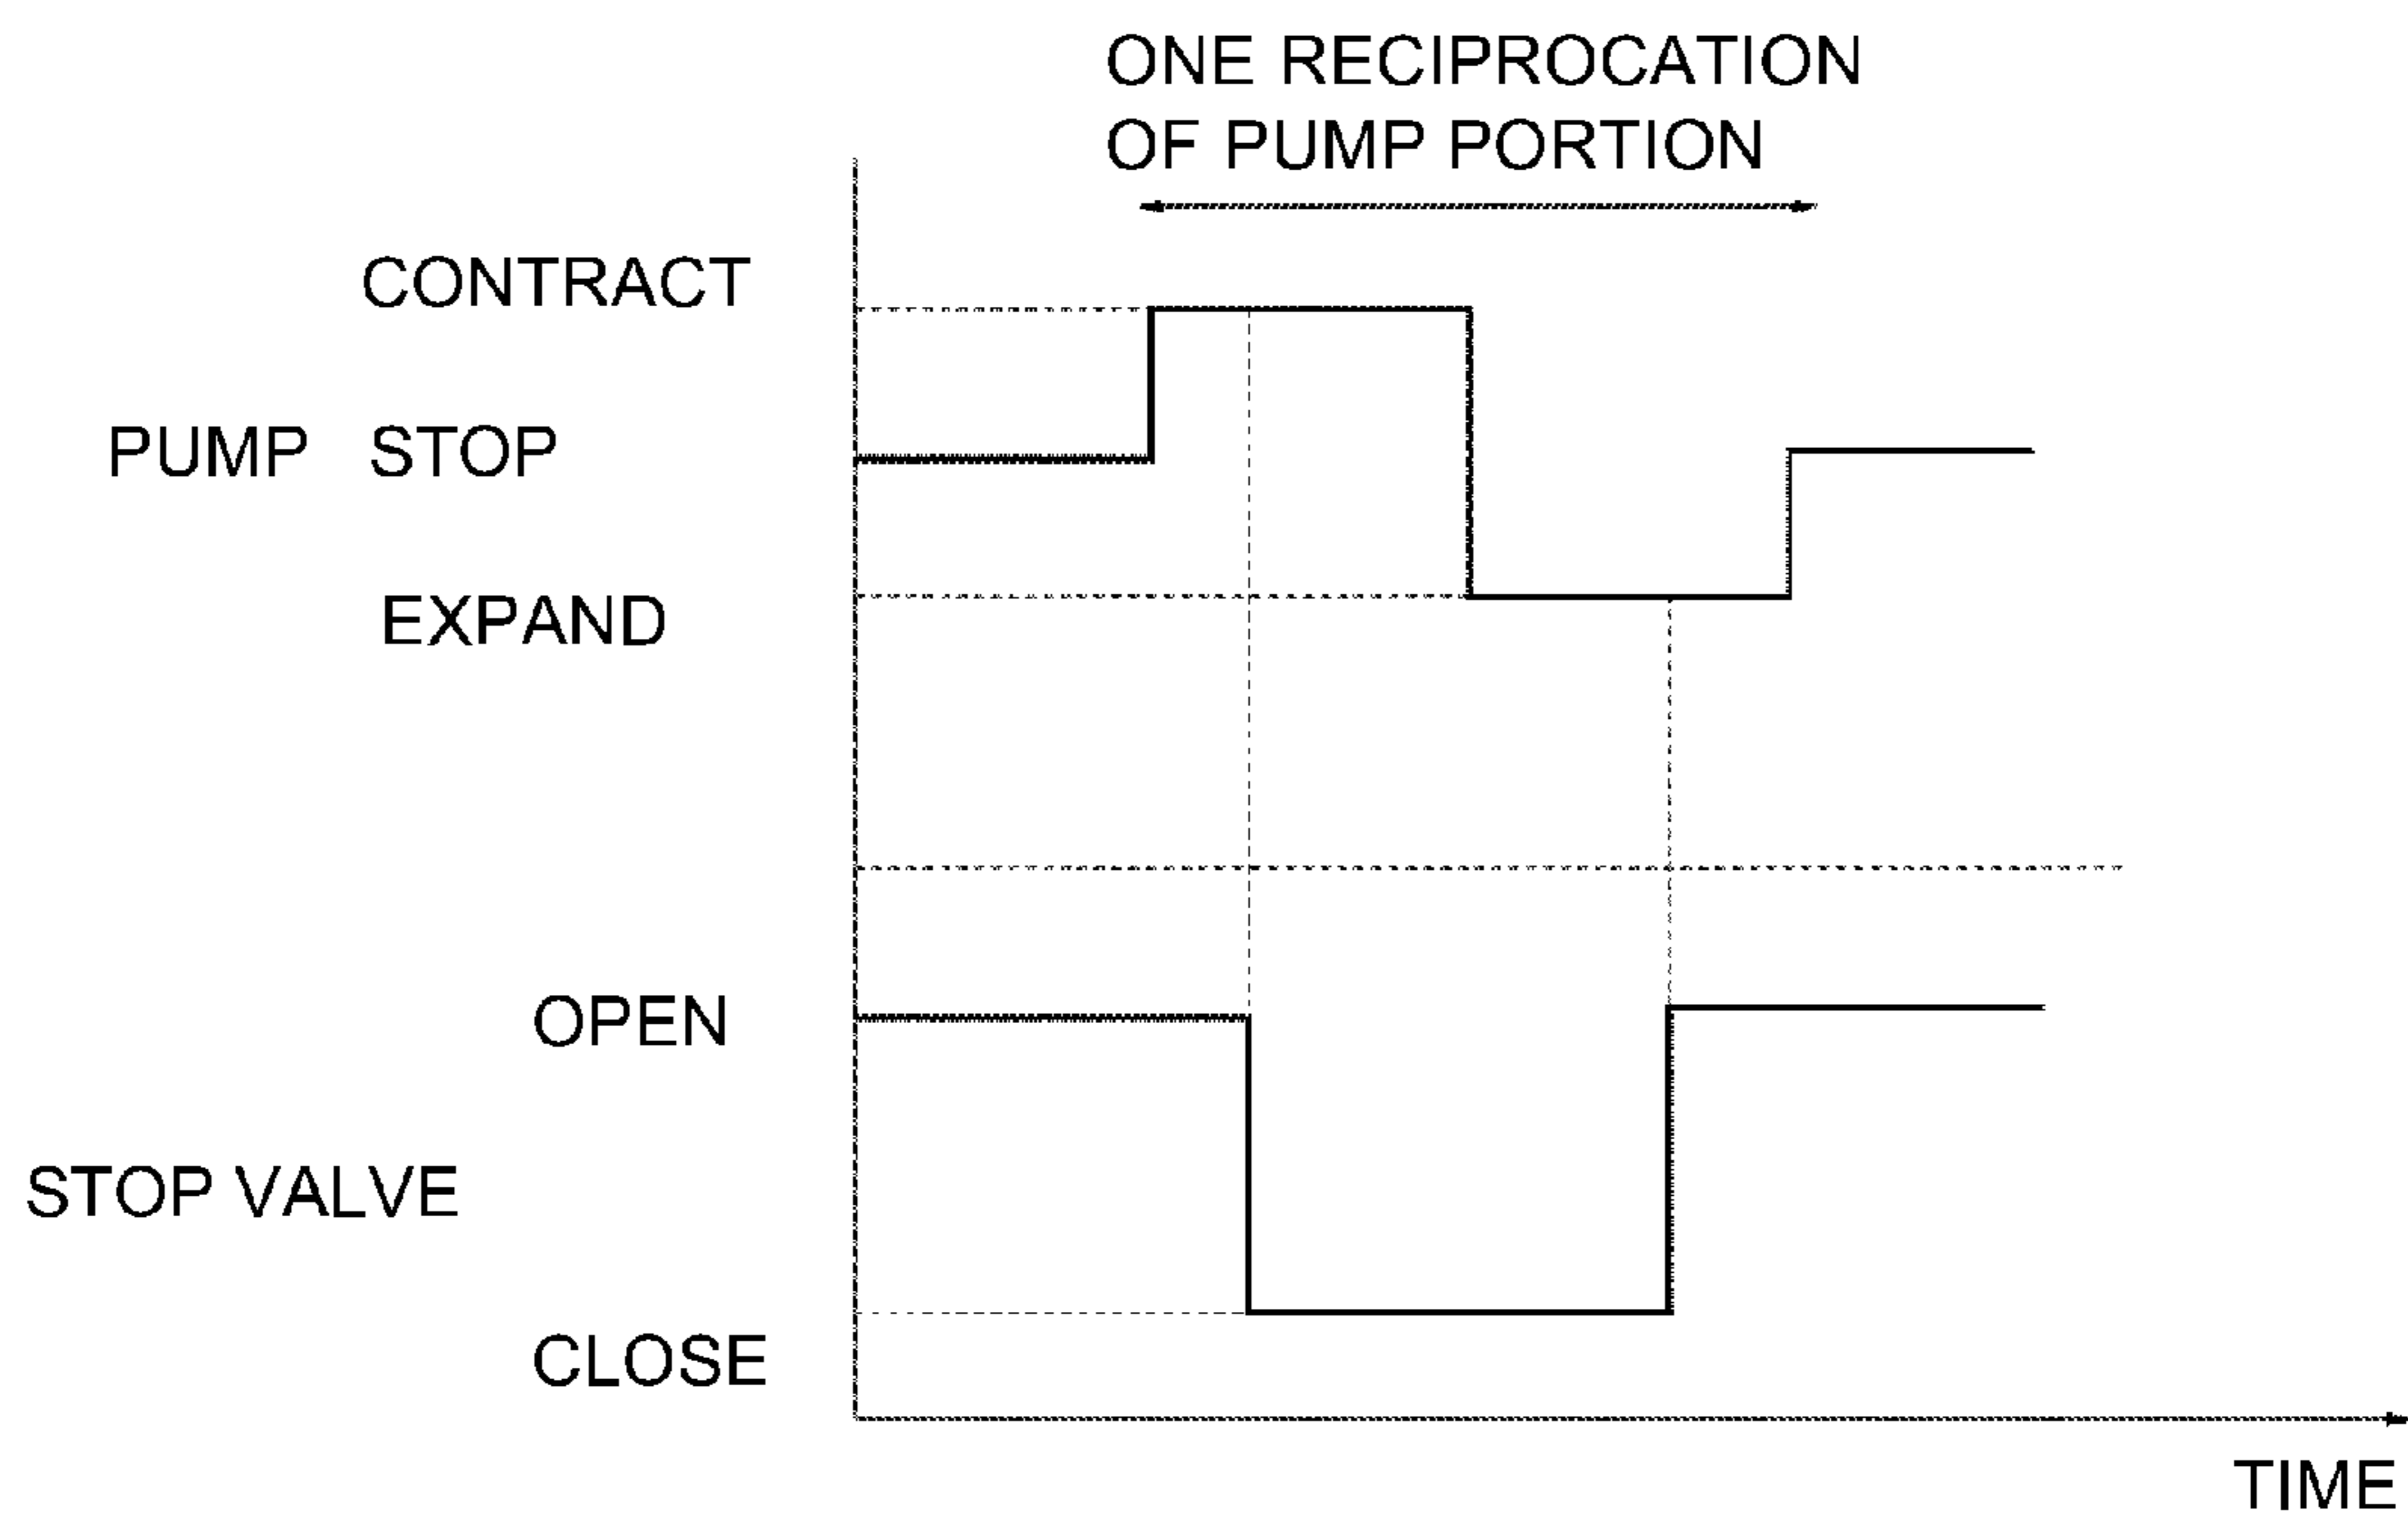 ONE RECIPROCATION
OF PUMP PORTION
CONTRACT
PUMP STOP
EXPAND
OPEN
STOP VALVE
CLOSE
TIME